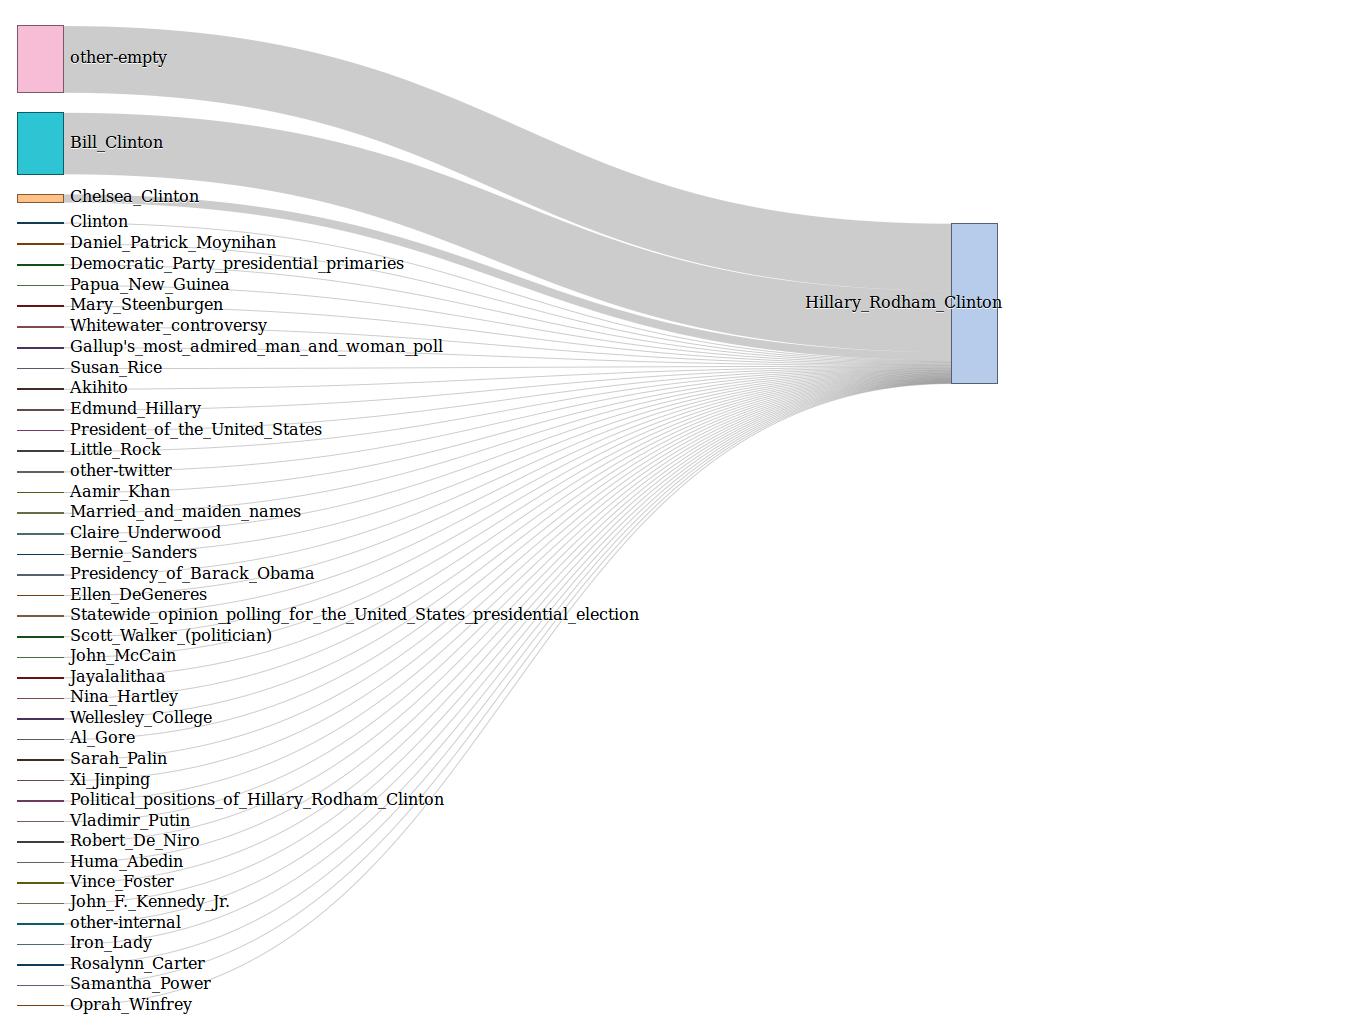 other-empty
Bill_Clinton
Chelsea_Clinton
Clinton
Daniel_Patrick_Moynihan
Democratic_Party_presidential_primaries
Papua_New_Guinea
Mary_Steenburgen
Hillary_Rodham_Clinton
Whitewater_controversy
Gallup's_most_admired_man_and_woman_poll
Susan_Rice
Akihito
Edmund_Hillary
President_of_the_United_States
Little_Rock
other-twitter
Aamir_Khan
Married_and_maiden_names
Claire_Underwood
Bernie_Sanders
Presidency_of_Barack_Obama
Ellen_DeGeneres
Statewide_opinion_polling_for_the_United_States_presidential_election
Scott_Walker_(politician)
John_McCain
Jayalalithaa
Nina_Hartley
Wellesley_College
Al_Gore
Sarah_Palin
Xi_Jinping
Political_positions_of_Hillary_Rodham_Clinton
Vladimir_Putin
Robert_De_Niro
Huma_Abedin
Vince_Foster
John_F._Kennedy_Jr.
other-internal
Iron_Lady
Rosalynn_Carter
Samantha_Power
Oprah_Winfrey